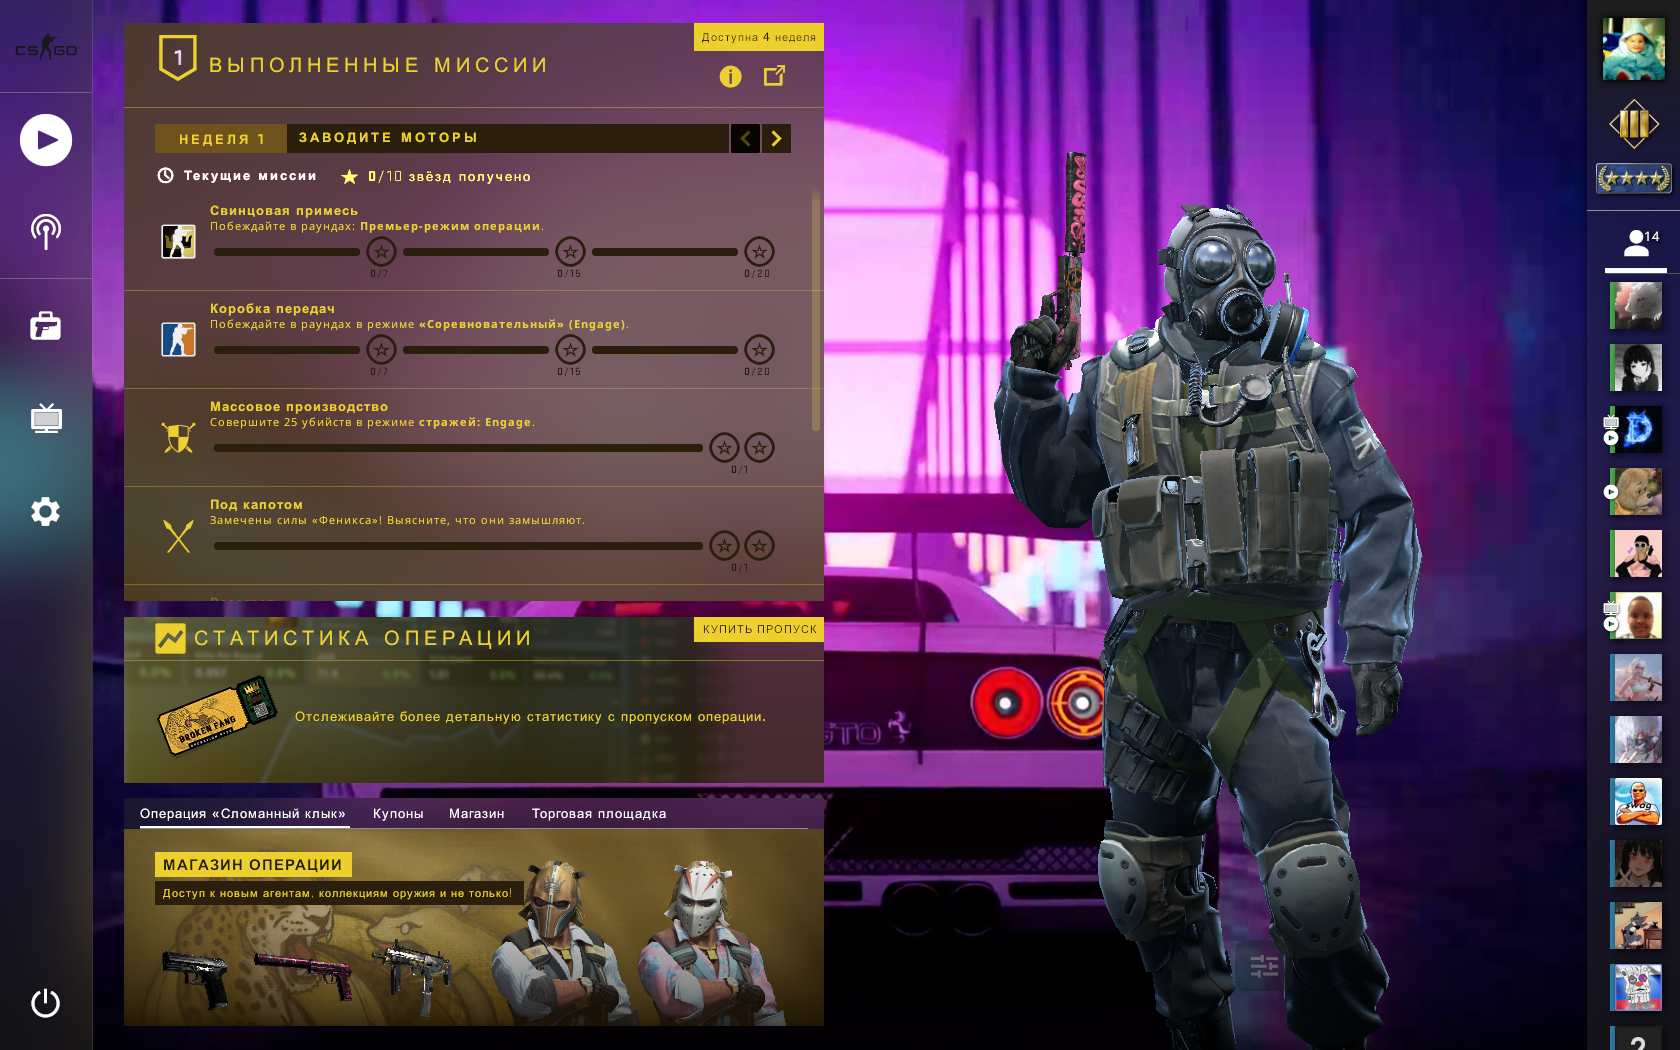 CS GO
Доступна 4 неделя
1
ВЫПОЛНЕННЫЕ МИССИИ
НЕДЕЛЯ 1
ЗАВОДИТЕ МОТОРЫ
Текущие миссии
0/10 звёзд получено
Свинцовая примесь
Побеждайте в раундах: Премьер-режим операции.
0/7
0/15
0/20
Коробка передач
Побеждайте в раундах в режиме «Соревновательный» (Engage).
0/7
0/15
0/20
Массовое производство
Совершите 25 убийств в режиме стражей: Engage.
0/1
Под капотом
Замечены силы «Феникса»! Выясните, что они замышляют.
0/1
СТАТИСТИКА ОПЕРАЦИИ
КУПИТЬ ПРОПУСК
BROKEN FANG
Отслеживайте более детальную статистику с пропуском операции.
Операция «Сломанный клык»
Купоны
Магазин
Торговая площадка
МАГАЗИН ОПЕРАЦИИ
Доступ к новым агентам, коллекциям оружия и не только!
14
D
swag
?